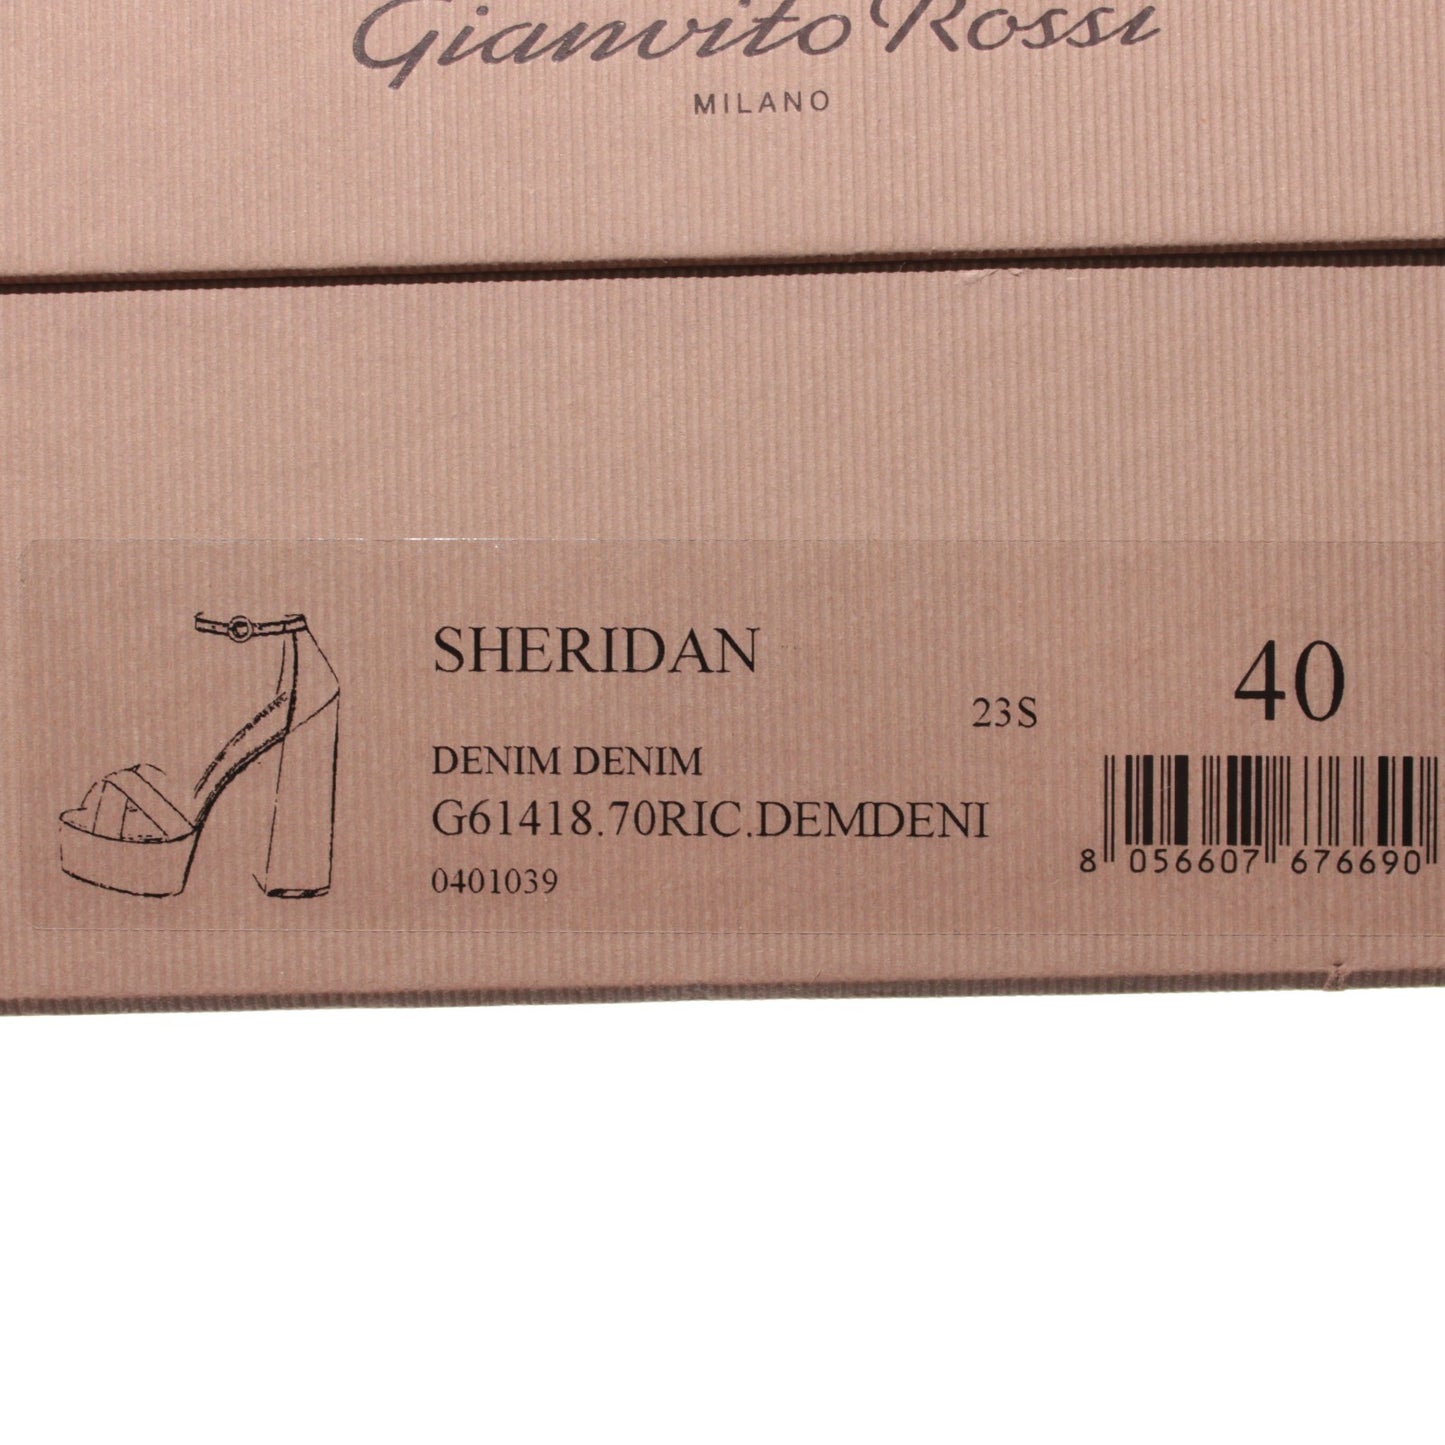 Gianvito Rossi
MILANO
SHERIDAN
23S
40
DENIM DENIM
G61418.70RIC.DEMDENI
0401039
8 056607 676690